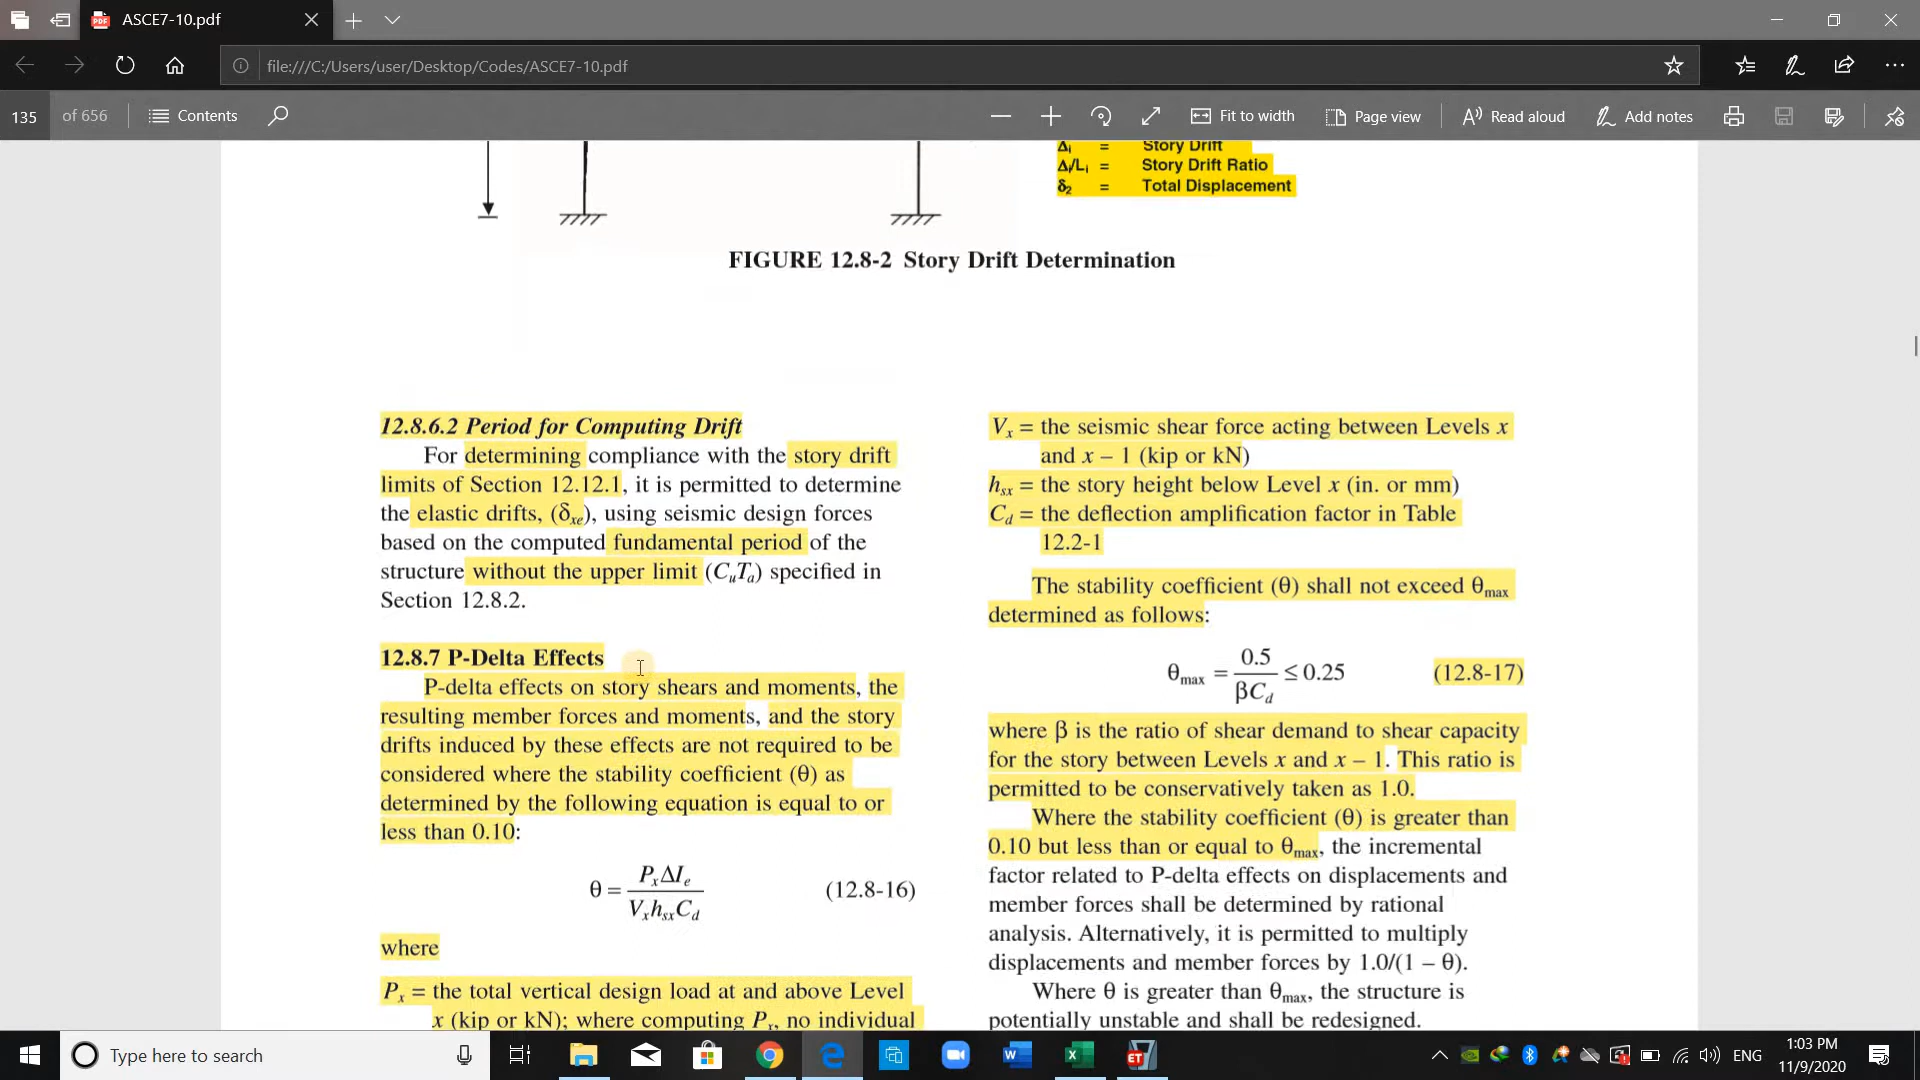 ASCE7-10.pdf
file:///C:/Users/user/Desktop/Codes/ASCE7-10.pdf
135 of 656 Contents Fit to width Page view Read aloud Add notes
Δi = Story Drift
Δi/Li = Story Drift Ratio
δ2 = Total Displacement
FIGURE 12.8-2 Story Drift Determination
12.8.6.2 Period for Computing Drift
For determining compliance with the story drift
limits of Section 12.12.1, it is permitted to determine
the elastic drifts, (δxe), using seismic design forces
based on the computed fundamental period of the
structure without the upper limit (CuTa) specified in
Section 12.8.2.
12.8.7 P-Delta Effects
P-delta effects on story shears and moments, the
resulting member forces and moments, and the story
drifts induced by these effects are not required to be
considered where the stability coefficient (θ) as
determined by the following equation is equal to or
less than 0.10:
θ = PxΔIe / VxhsxCd (12.8-16)
where
Px = the total vertical design load at and above Level
x (kip or kN); where computing Px, no individual
Vx = the seismic shear force acting between Levels x
and x – 1 (kip or kN)
hsx = the story height below Level x (in. or mm)
Cd = the deflection amplification factor in Table
12.2-1
The stability coefficient (θ) shall not exceed θmax
determined as follows:
θmax = 0.5 / βCd ≤ 0.25 (12.8-17)
where β is the ratio of shear demand to shear capacity
for the story between Levels x and x – 1. This ratio is
permitted to be conservatively taken as 1.0.
Where the stability coefficient (θ) is greater than
0.10 but less than or equal to θmax, the incremental
factor related to P-delta effects on displacements and
member forces shall be determined by rational
analysis. Alternatively, it is permitted to multiply
displacements and member forces by 1.0/(1 – θ).
Where θ is greater than θmax, the structure is
potentially unstable and shall be redesigned.
Type here to search
ENG
1:03 PM
11/9/2020